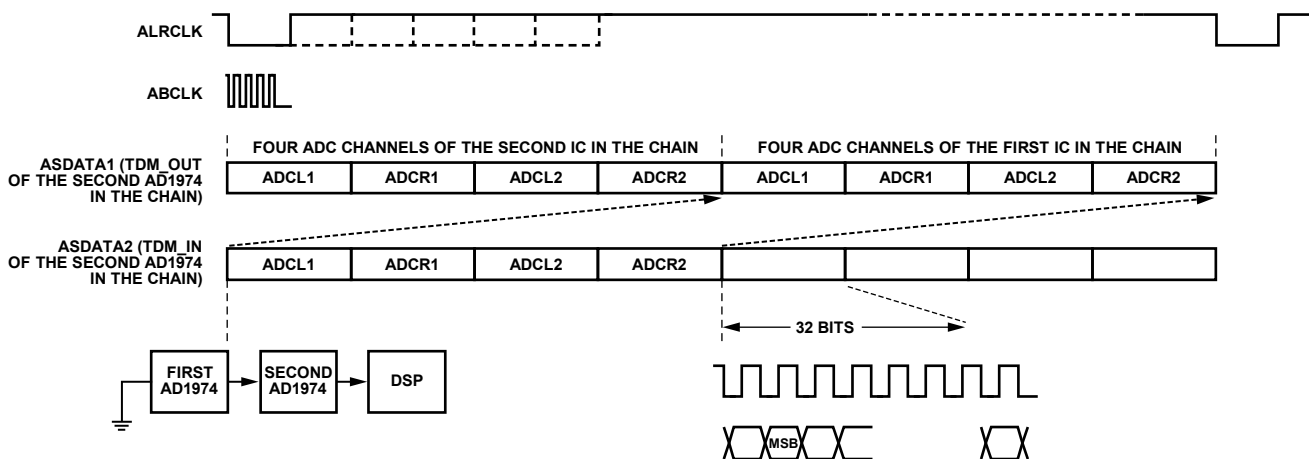 ALRCLK
ABCLK
FOUR ADC CHANNELS OF THE SECOND IC IN THE CHAIN
FOUR ADC CHANNELS OF THE FIRST IC IN THE CHAIN
ASDATA1 (TDM_OUT
OF THE SECOND AD1974
IN THE CHAIN)
ADCL1
ADCR1
ADCL2
ADCR2
ADCL1
ADCR1
ADCL2
ADCR2
ASDATA2 (TDM_IN
OF THE SECOND AD1974
IN THE CHAIN)
ADCL1
ADCR1
ADCL2
ADCR2
32 BITS
FIRST
AD1974
SECOND
AD1974
DSP
MSB